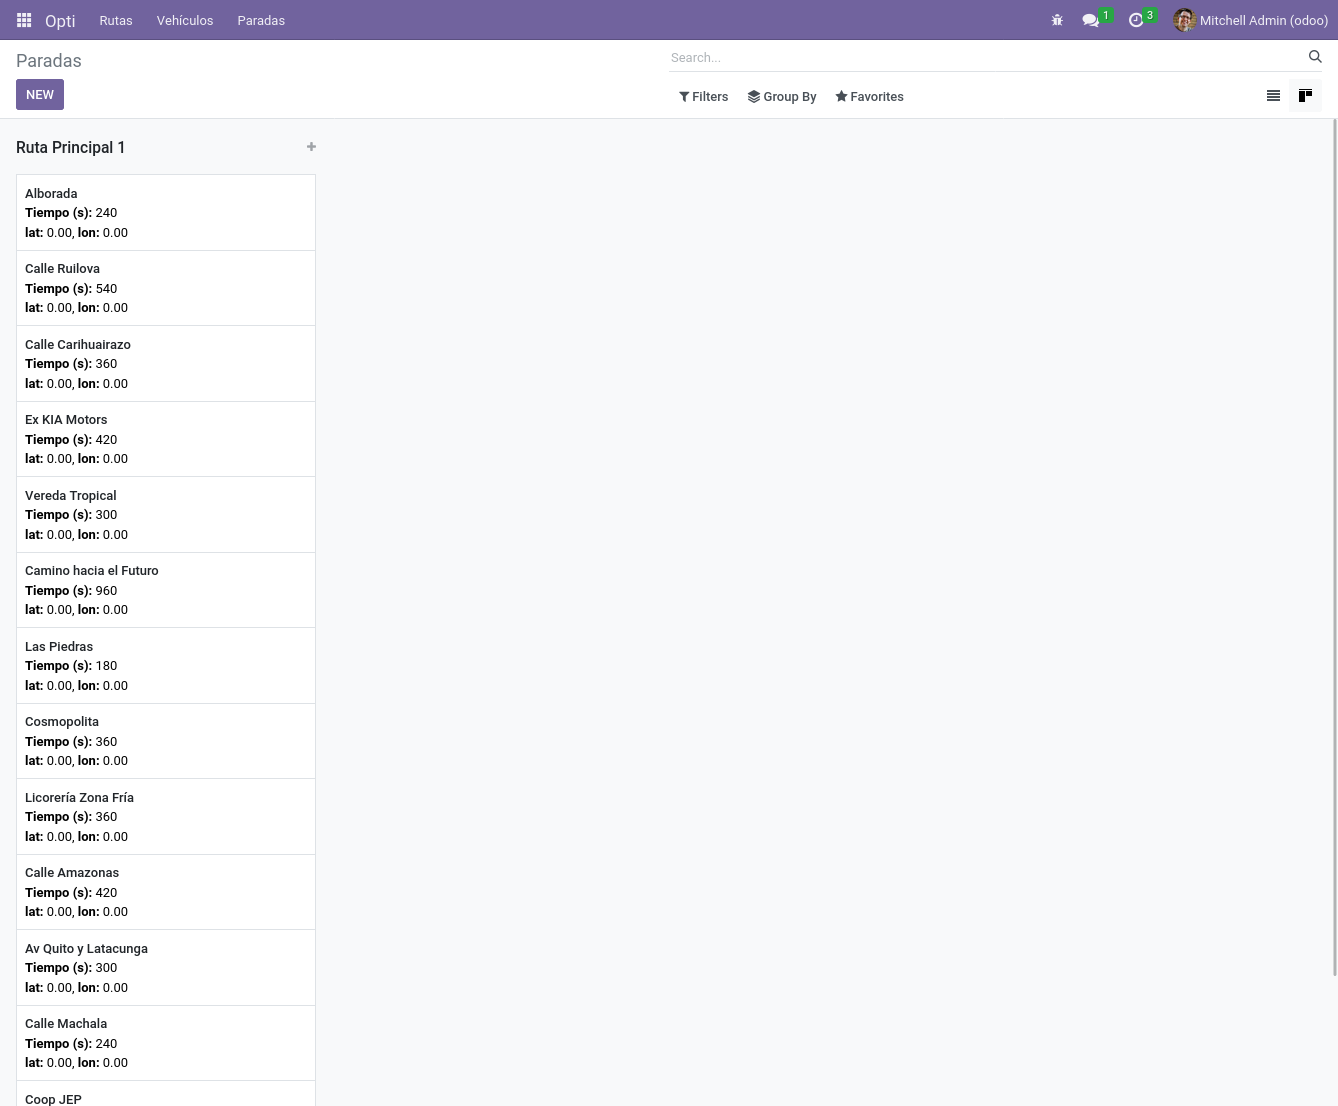 Opti Rutas Vehículos Paradas 1 3 Mitchell Admin (odoo)
Paradas
Search...
NEW
Filters Group By Favorites
Ruta Principal 1
Alborada
Tiempo (s): 240
lat: 0.00, lon: 0.00
Calle Ruilova
Tiempo (s): 540
lat: 0.00, lon: 0.00
Calle Carihuairazo
Tiempo (s): 360
lat: 0.00, lon: 0.00
Ex KIA Motors
Tiempo (s): 420
lat: 0.00, lon: 0.00
Vereda Tropical
Tiempo (s): 300
lat: 0.00, lon: 0.00
Camino hacia el Futuro
Tiempo (s): 960
lat: 0.00, lon: 0.00
Las Piedras
Tiempo (s): 180
lat: 0.00, lon: 0.00
Cosmopolita
Tiempo (s): 360
lat: 0.00, lon: 0.00
Licorería Zona Fría
Tiempo (s): 360
lat: 0.00, lon: 0.00
Calle Amazonas
Tiempo (s): 420
lat: 0.00, lon: 0.00
Av Quito y Latacunga
Tiempo (s): 300
lat: 0.00, lon: 0.00
Calle Machala
Tiempo (s): 240
lat: 0.00, lon: 0.00
Coop JEP